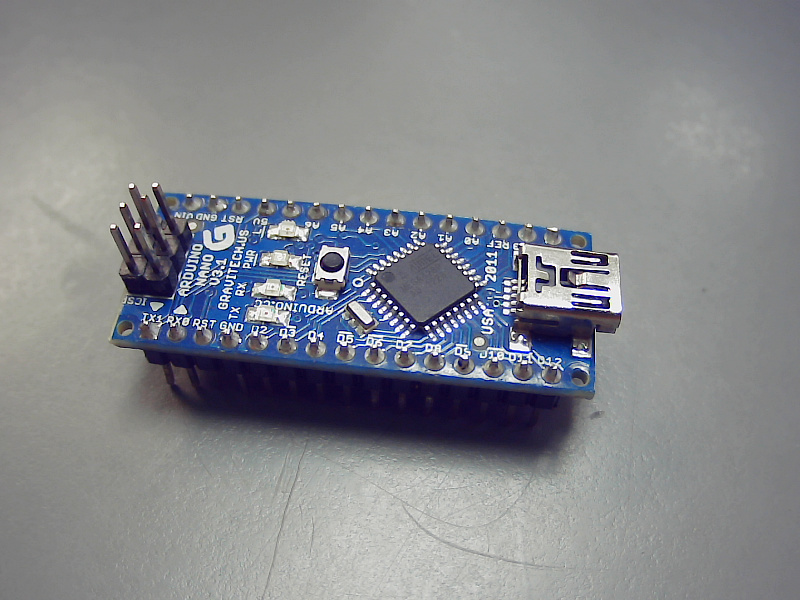 VIN GND RST 5V A6 A5 A4 A3 A2 A1 A0 REF
ARDUINO
NANO
V3.1
G
GRAVITECH.US
L
PWR
RX
TX
RESET
ARDUINO.CC
USA
2011
ICSP
TX1 RX0 RST GND D2 D3 D4 D5 D6 D7 D8 D9 D10 D11 D12